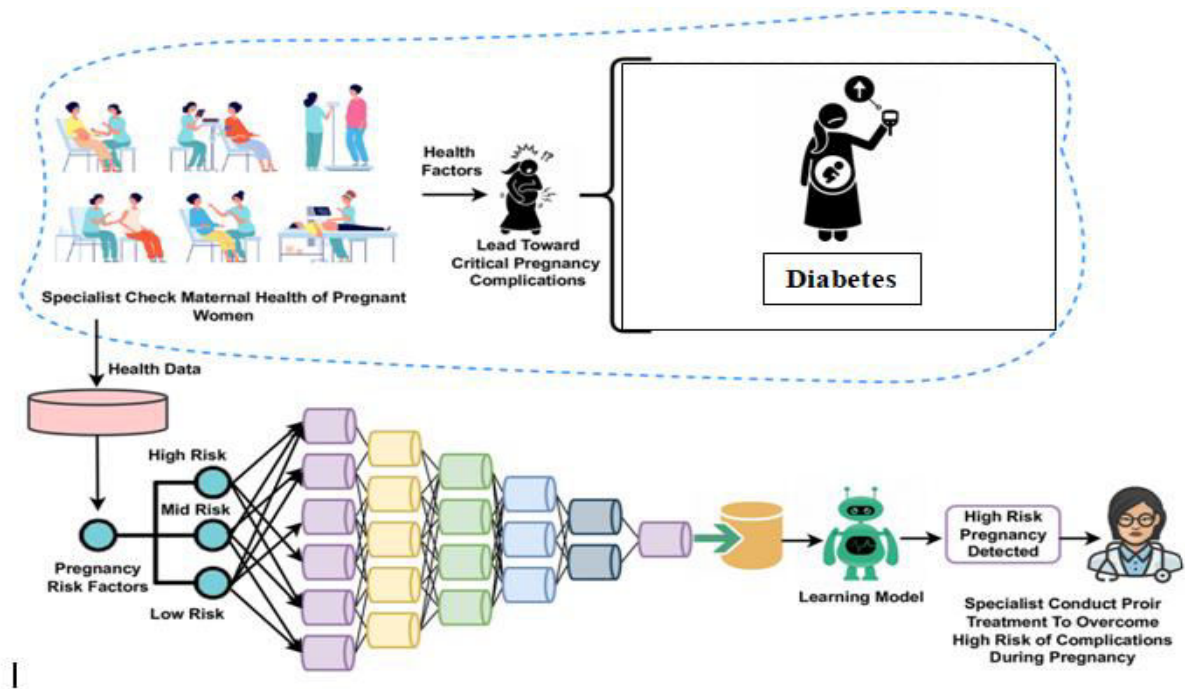 Health
Factors
Lead Toward
Critical Pregnancy
Complications
Diabetes
Specialist Check Maternal Health of Pregnant
Women
Health Data
High Risk
Mid Risk
Low Risk
Pregnancy
Risk Factors
Learning Model
High Risk
Pregnancy
Detected
Specialist Conduct Proir
Treatment To Overcome
High Risk of Complications
During Pregnancy